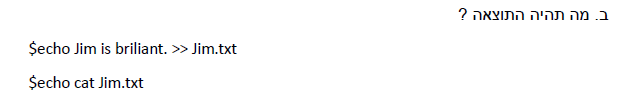 ב. מה תהיה התוצאה ?
$echo Jim is briliant. >> Jim.txt
$echo cat Jim.txt